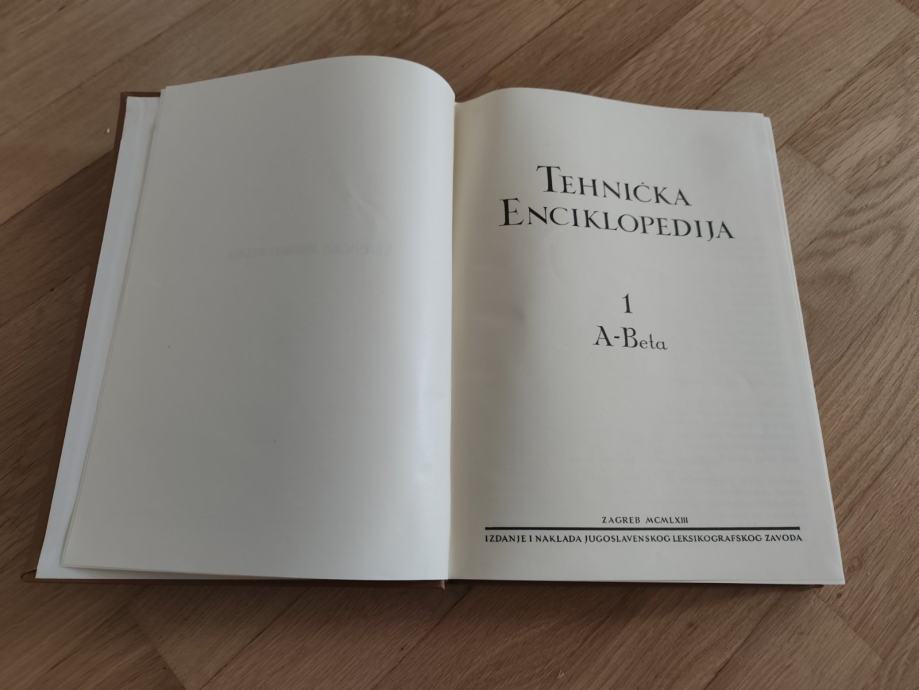 TEHNIČKA
ENCIKLOPEDIJA
1
A-Beta
ZAGREB MCMLXIII
IZDANJE I NAKLADA JUGOSLAVENSKOG LEKSIKOGRAFSKOG ZAVODA